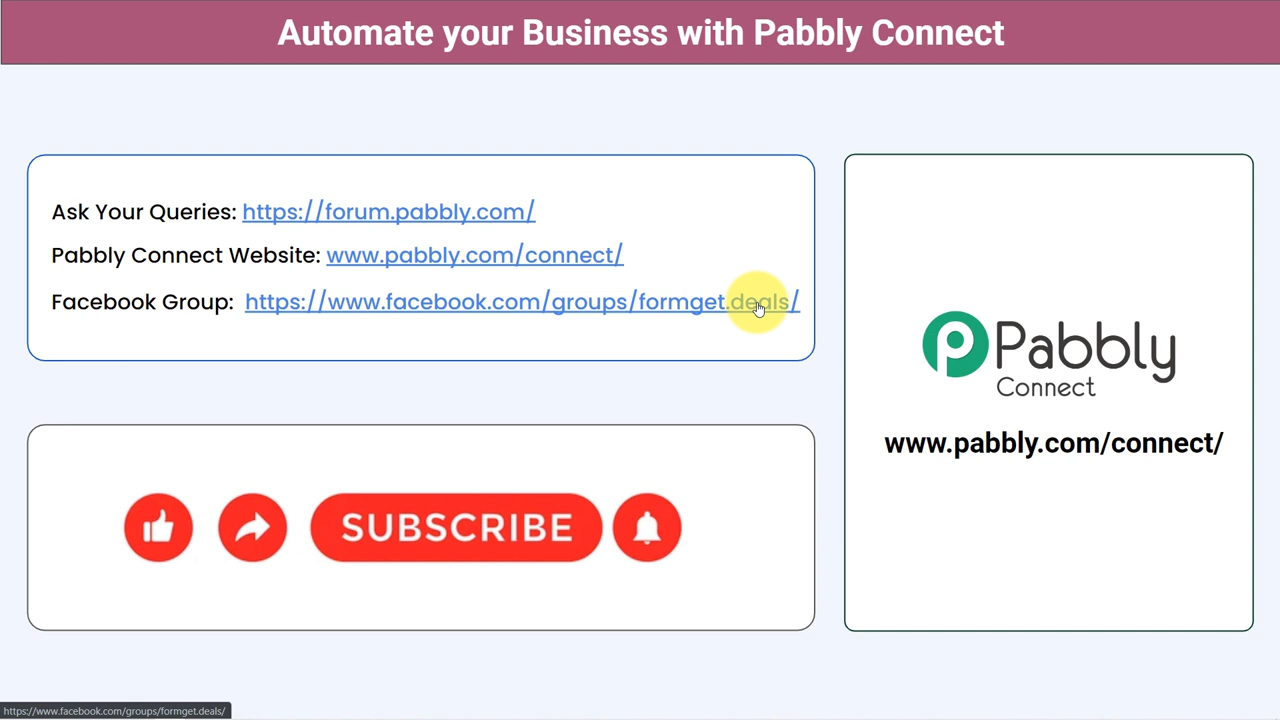 Automate your Business with Pabbly Connect
Ask Your Queries: https://forum.pabbly.com/
Pabbly Connect Website: www.pabbly.com/connect/
Facebook Group: https://www.facebook.com/groups/formget.deals/
Pabbly
Connect
www.pabbly.com/connect/
SUBSCRIBE
https://www.facebook.com/groups/formget.deals/